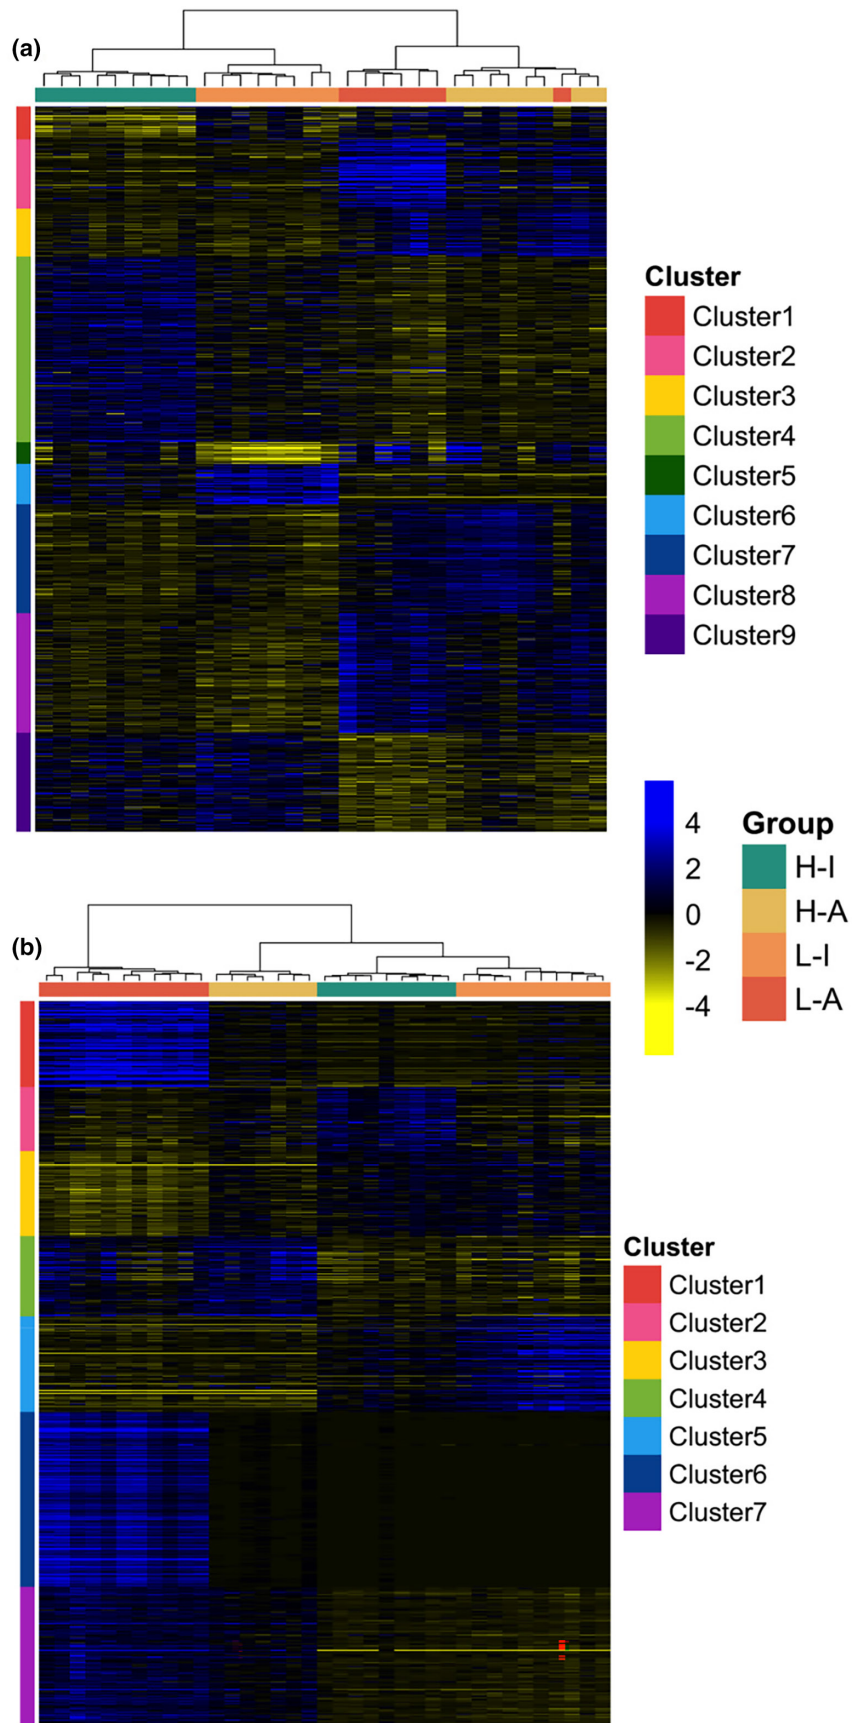 (a)
Cluster
Cluster1
Cluster2
Cluster3
Cluster4
Cluster5
Cluster6
Cluster7
Cluster8
Cluster9
4
2
0
-2
-4
Group
H-I
H-A
L-I
L-A
(b)
Cluster
Cluster1
Cluster2
Cluster3
Cluster4
Cluster5
Cluster6
Cluster7